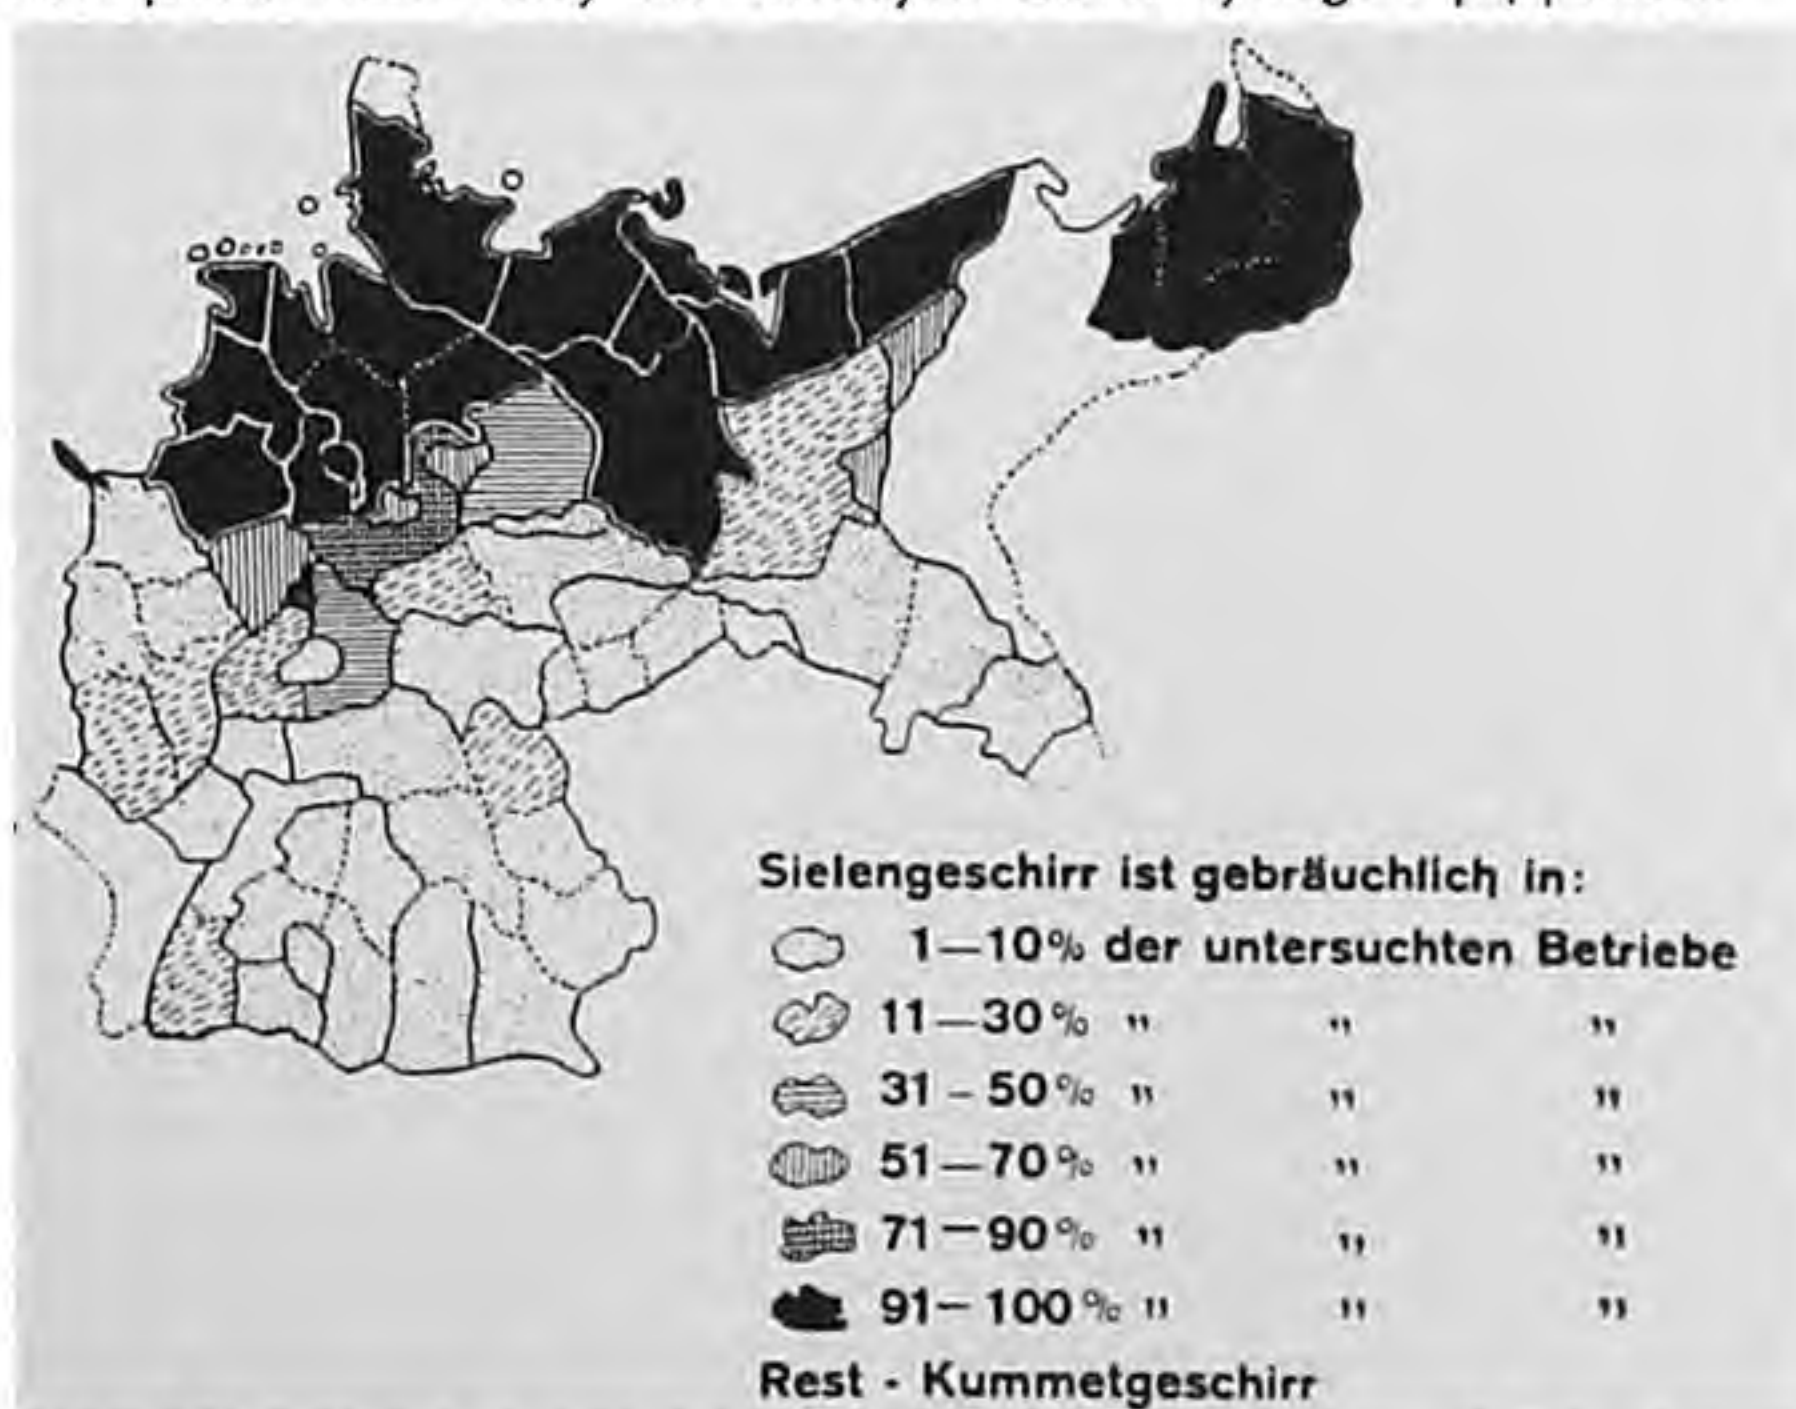 Sielengeschirr ist gebräuchlich in:
1—10% der untersuchten Betriebe
11—30% " " "
31 – 50% " " "
51—70% " " "
71 — 90% " " "
91 — 100% " " "
Rest - Kummetgeschirr